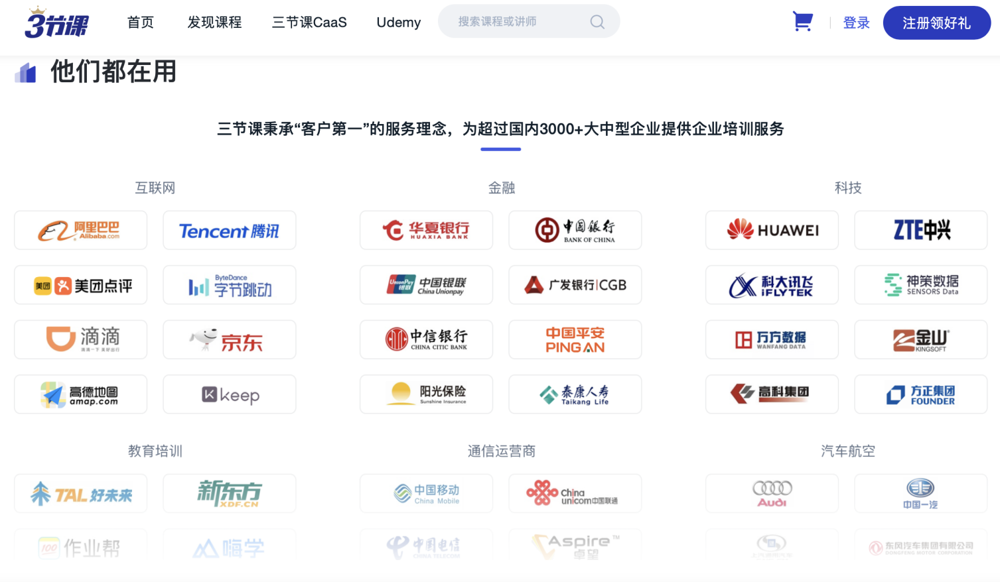 3节课 首页 发现课程 三节课CaaS Udemy 搜索课程或讲师 登录 注册领好礼
他们都在用
三节课秉承“客户第一”的服务理念，为超过国内3000+大中型企业提供企业培训服务
互联网 金融 科技
阿里巴巴 Alibaba.com
Tencent 腾讯
华夏银行 HUAXIA BANK
中国银行 BANK OF CHINA
HUAWEI
ZTE中兴
美团 美团点评
ByteDance 字节跳动
UnionPay 银联 中国银联 China Unionpay
广发银行|CGB
科大讯飞 iFLYTEK
神策数据 SENSORS Data
滴滴 滴滴一下 美好出行
京东
中信银行 CHINA CITIC BANK
中国平安 PING AN
万方数据 WANFANG DATA
金山 KINGSOFT
高德地图 amap.com
K keep
阳光保险 Sunshine Insurance
泰康人寿 Taikang Life
高科集团
方正集团 FOUNDER
教育培训 通信运营商 汽车航空
TAL 好未来
新东方 XDF.CN
中国移动 China Mobile
China unicom中国联通
Audi
中国一汽
100 作业帮
嗨学
中国电信 CHINA TELECOM
Aspire™ 卓望
东风汽车集团有限公司 DONGFENG MOTOR CORPORATION